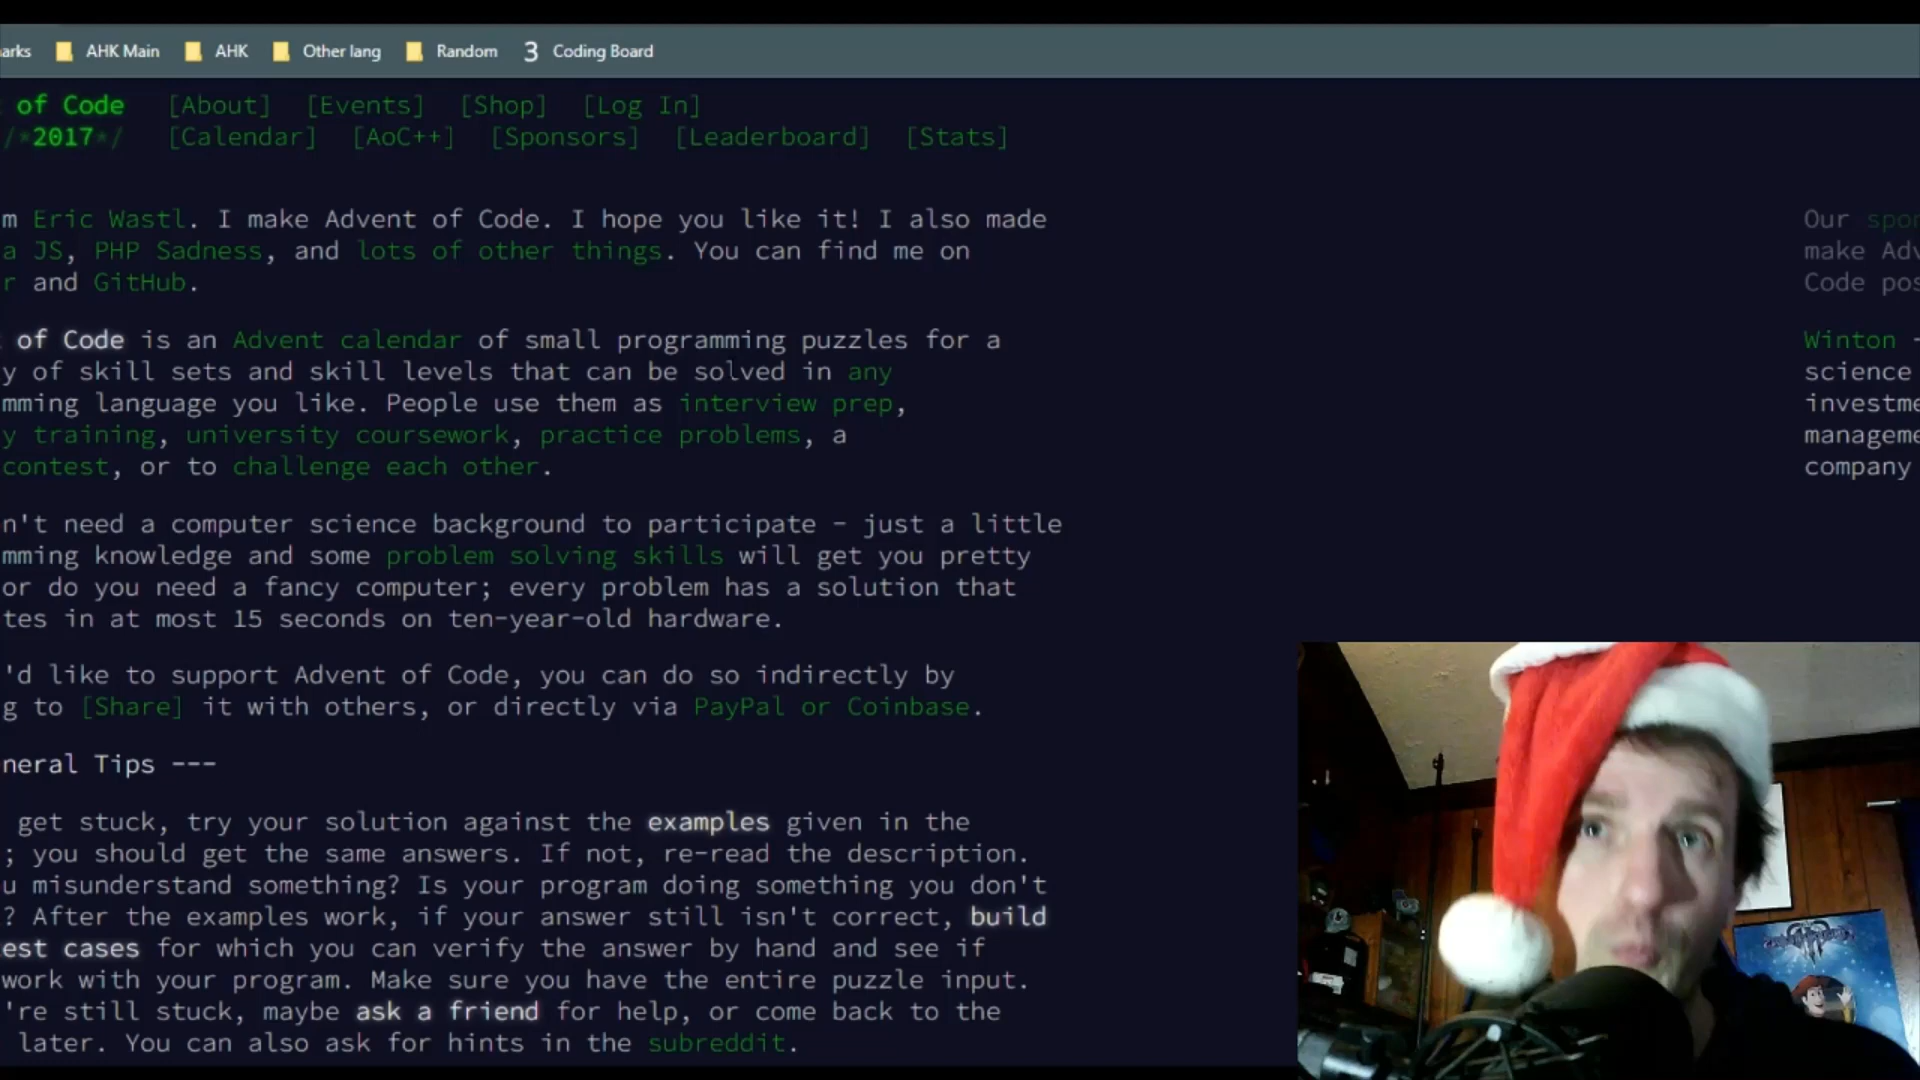 arks AHK Main AHK Other lang Random 3 Coding Board
of Code [About] [Events] [Shop] [Log In]
/*2017*/ [Calendar] [AoC++] [Sponsors] [Leaderboard] [Stats]
m Eric Wastl. I make Advent of Code. I hope you like it! I also made
a JS, PHP Sadness, and lots of other things. You can find me on
r and GitHub.
of Code is an Advent calendar of small programming puzzles for a
y of skill sets and skill levels that can be solved in any
mming language you like. People use them as interview prep,
y training, university coursework, practice problems, a
contest, or to challenge each other.
n't need a computer science background to participate - just a little
mming knowledge and some problem solving skills will get you pretty
or do you need a fancy computer; every problem has a solution that
tes in at most 15 seconds on ten-year-old hardware.
'd like to support Advent of Code, you can do so indirectly by
g to [Share] it with others, or directly via PayPal or Coinbase.
neral Tips ---
get stuck, try your solution against the examples given in the
; you should get the same answers. If not, re-read the description.
u misunderstand something? Is your program doing something you don't
? After the examples work, if your answer still isn't correct, build
est cases for which you can verify the answer by hand and see if
work with your program. Make sure you have the entire puzzle input.
're still stuck, maybe ask a friend for help, or come back to the
later. You can also ask for hints in the subreddit.
Our spon
make Adv
Code pos
Winton -
science
investme
manageme
company